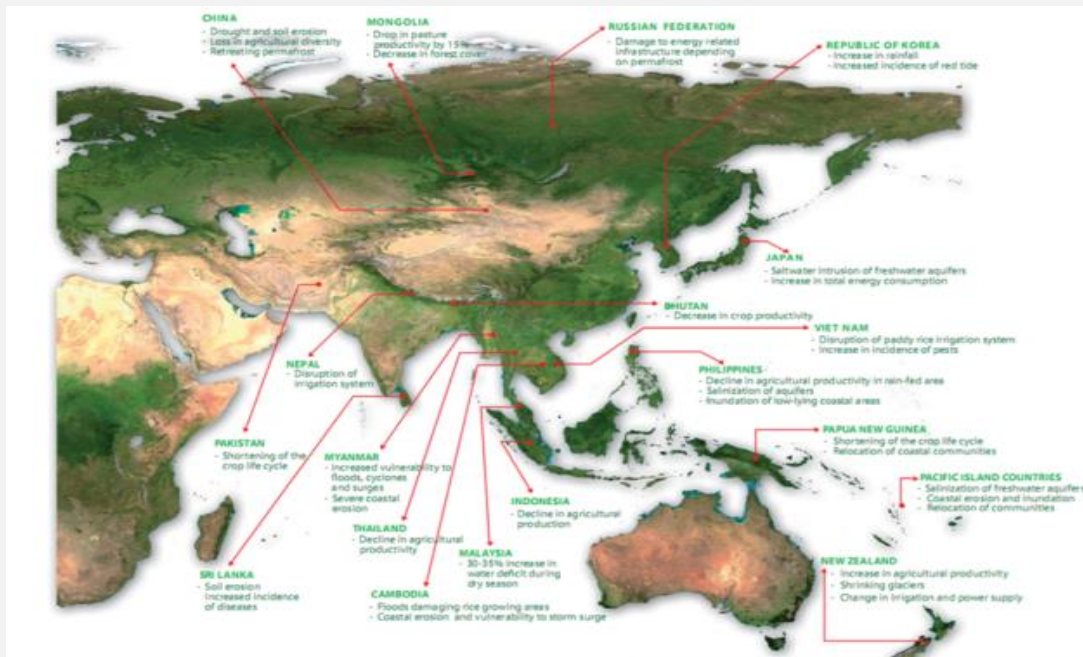 CHINA
- Drought and soil erosion
- Loss in agricultural diversity
- Retreating permafrost
MONGOLIA
- Drop in pasture
productivity by 15%
- Decrease in forest cover
RUSSIAN FEDERATION
- Damage to energy related
infrastructure depending
on permafrost
REPUBLIC OF KOREA
- Increase in rainfall
- Increased incidence of red tide
JAPAN
- Saltwater intrusion of freshwater aquifers
- Increase in total energy consumption
BHUTAN
- Decrease in crop productivity
VIET NAM
- Disruption of paddy rice irrigation system
- Increase in incidence of pests
NEPAL
- Disruption of
irrigation system
PHILIPPINES
- Decline in agricultural productivity in rain-fed area
- Salinization of aquifers
- Inundation of low-lying coastal areas
PAKISTAN
- Shortening of the
crop life cycle
MYANMAR
- Increased vulnerability to
floods, cyclones
and surges
- Severe coastal
erosion
PAPUA NEW GUINEA
- Shortening of the crop life cycle
- Relocation of coastal communities
PACIFIC ISLAND COUNTRIES
- Salinization of freshwater aquifers
- Coastal erosion and inundation
- Relocation of communities
INDONESIA
- Decline in agricultural
production
THAILAND
- Decline in agricultural
productivity
MALAYSIA
- 30-35% increase in
water deficit during
dry season
SRI LANKA
- Soil erosion
Increased incidence
of diseases
CAMBODIA
- Floods damaging rice growing areas
- Coastal erosion and vulnerability to storm surge
NEW ZEALAND
- Increase in agricultural productivity
- Shrinking glaciers
- Change in irrigation and power supply